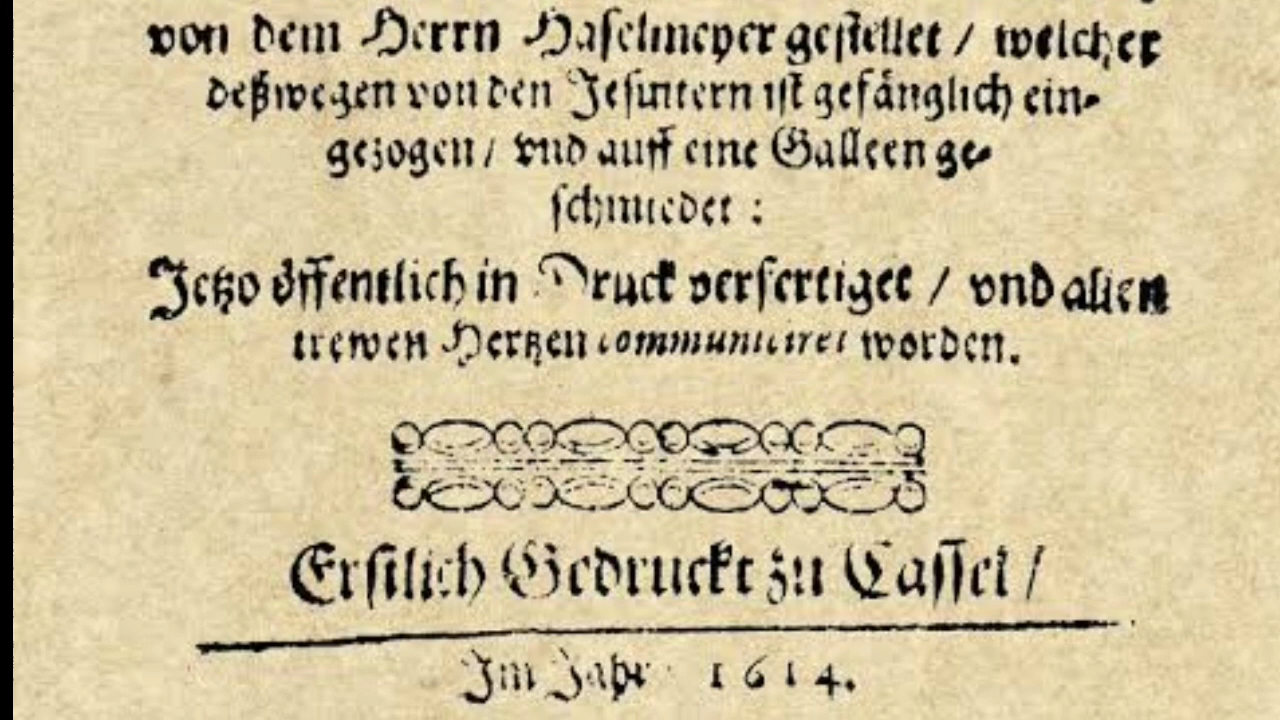 von dem Herrn Haselmeyer gestellet / welcher
deßwegen von den Jesuitern ist gefänglich ein-
gezogen / vnd auff eine Galleen ge-
schmiedet :
Jetzo öffentlich in Druck verfertiget / vnd allen
trewen Hertzen communiciret worden.
Erstlich Gedruckt zu Cassel /
Im Jahr 1614.